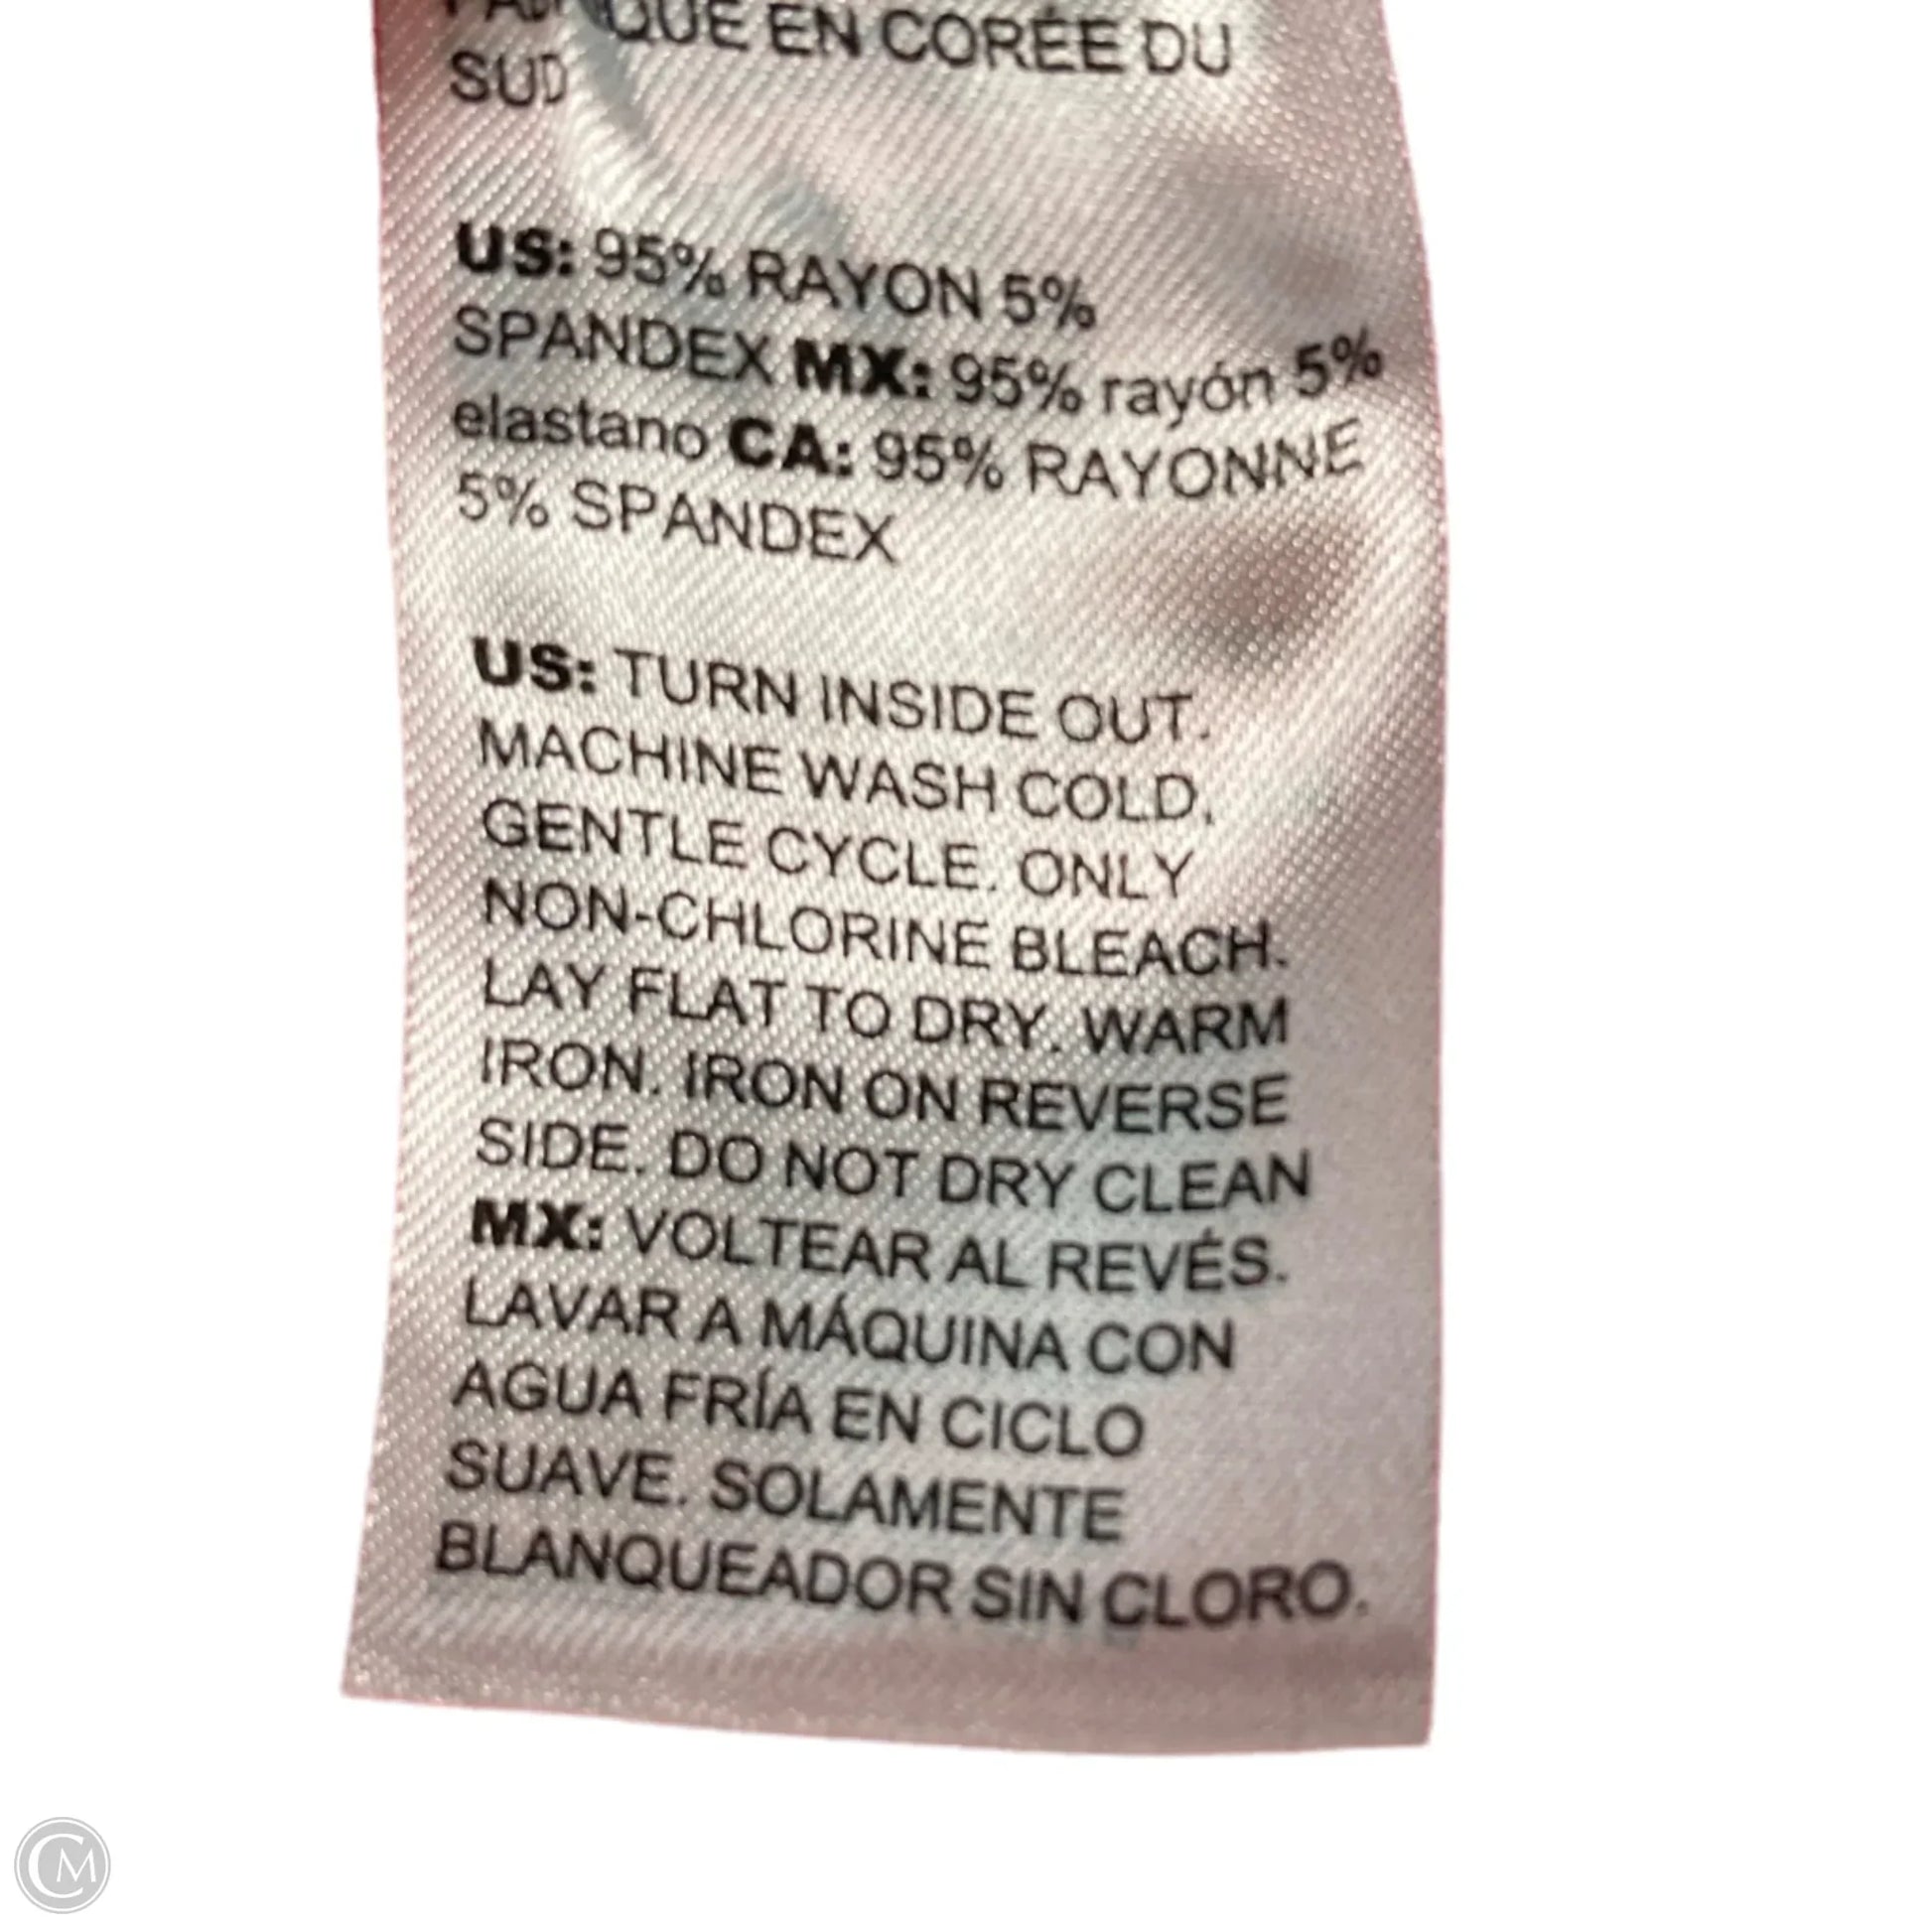 QUÉ EN CORÉE DU
SUD
US: 95% RAYON 5%
SPANDEX MX: 95% rayón 5%
elastano CA: 95% RAYONNE
5% SPANDEX
US: TURN INSIDE OUT.
MACHINE WASH COLD,
GENTLE CYCLE. ONLY
NON-CHLORINE BLEACH.
LAY FLAT TO DRY. WARM
IRON. IRON ON REVERSE
SIDE. DO NOT DRY CLEAN
MX: VOLTEAR AL REVÉS.
LAVAR A MÁQUINA CON
AGUA FRÍA EN CICLO
SUAVE. SOLAMENTE
BLANQUEADOR SIN CLORO.
CM